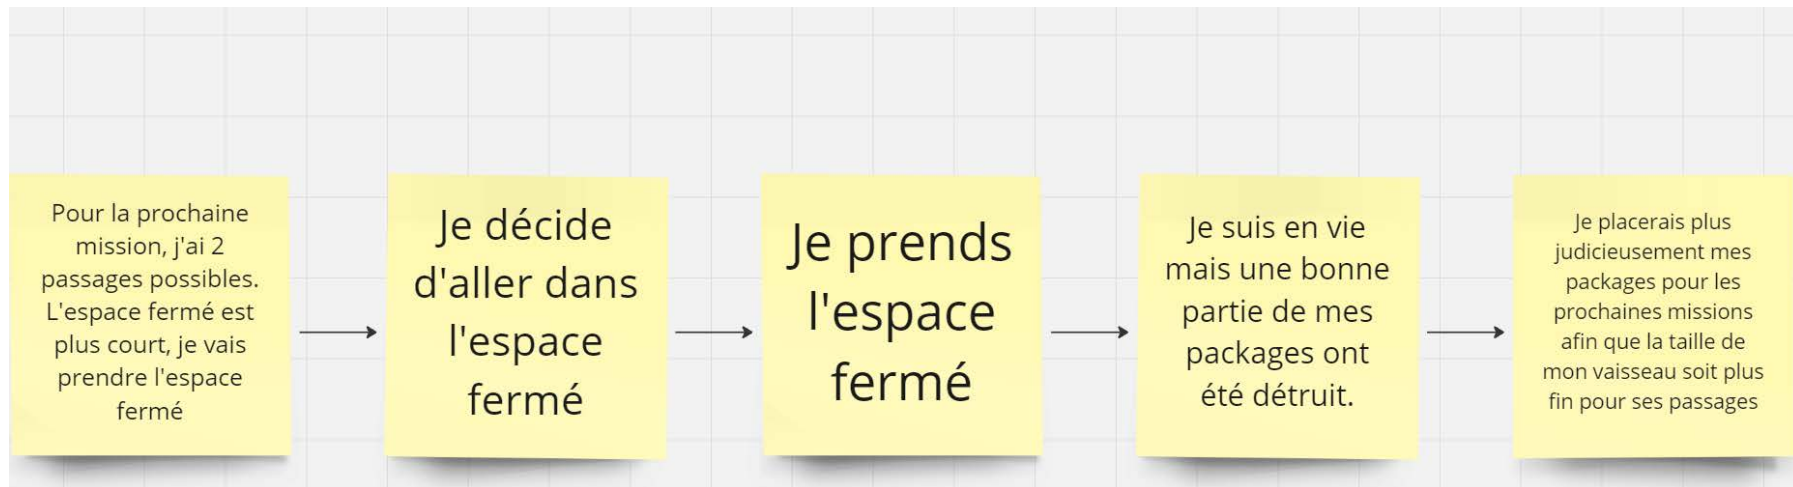 Pour la prochaine
mission, j'ai 2
passages possibles.
L'espace fermé est
plus court, je vais
prendre l'espace
fermé
Je décide
d'aller dans
l'espace
fermé
Je prends
l'espace
fermé
Je suis en vie
mais une bonne
partie de mes
packages ont
été détruit.
Je placerais plus
judicieusement mes
packages pour les
prochaines missions
afin que la taille de
mon vaisseau soit plus
fin pour ses passages